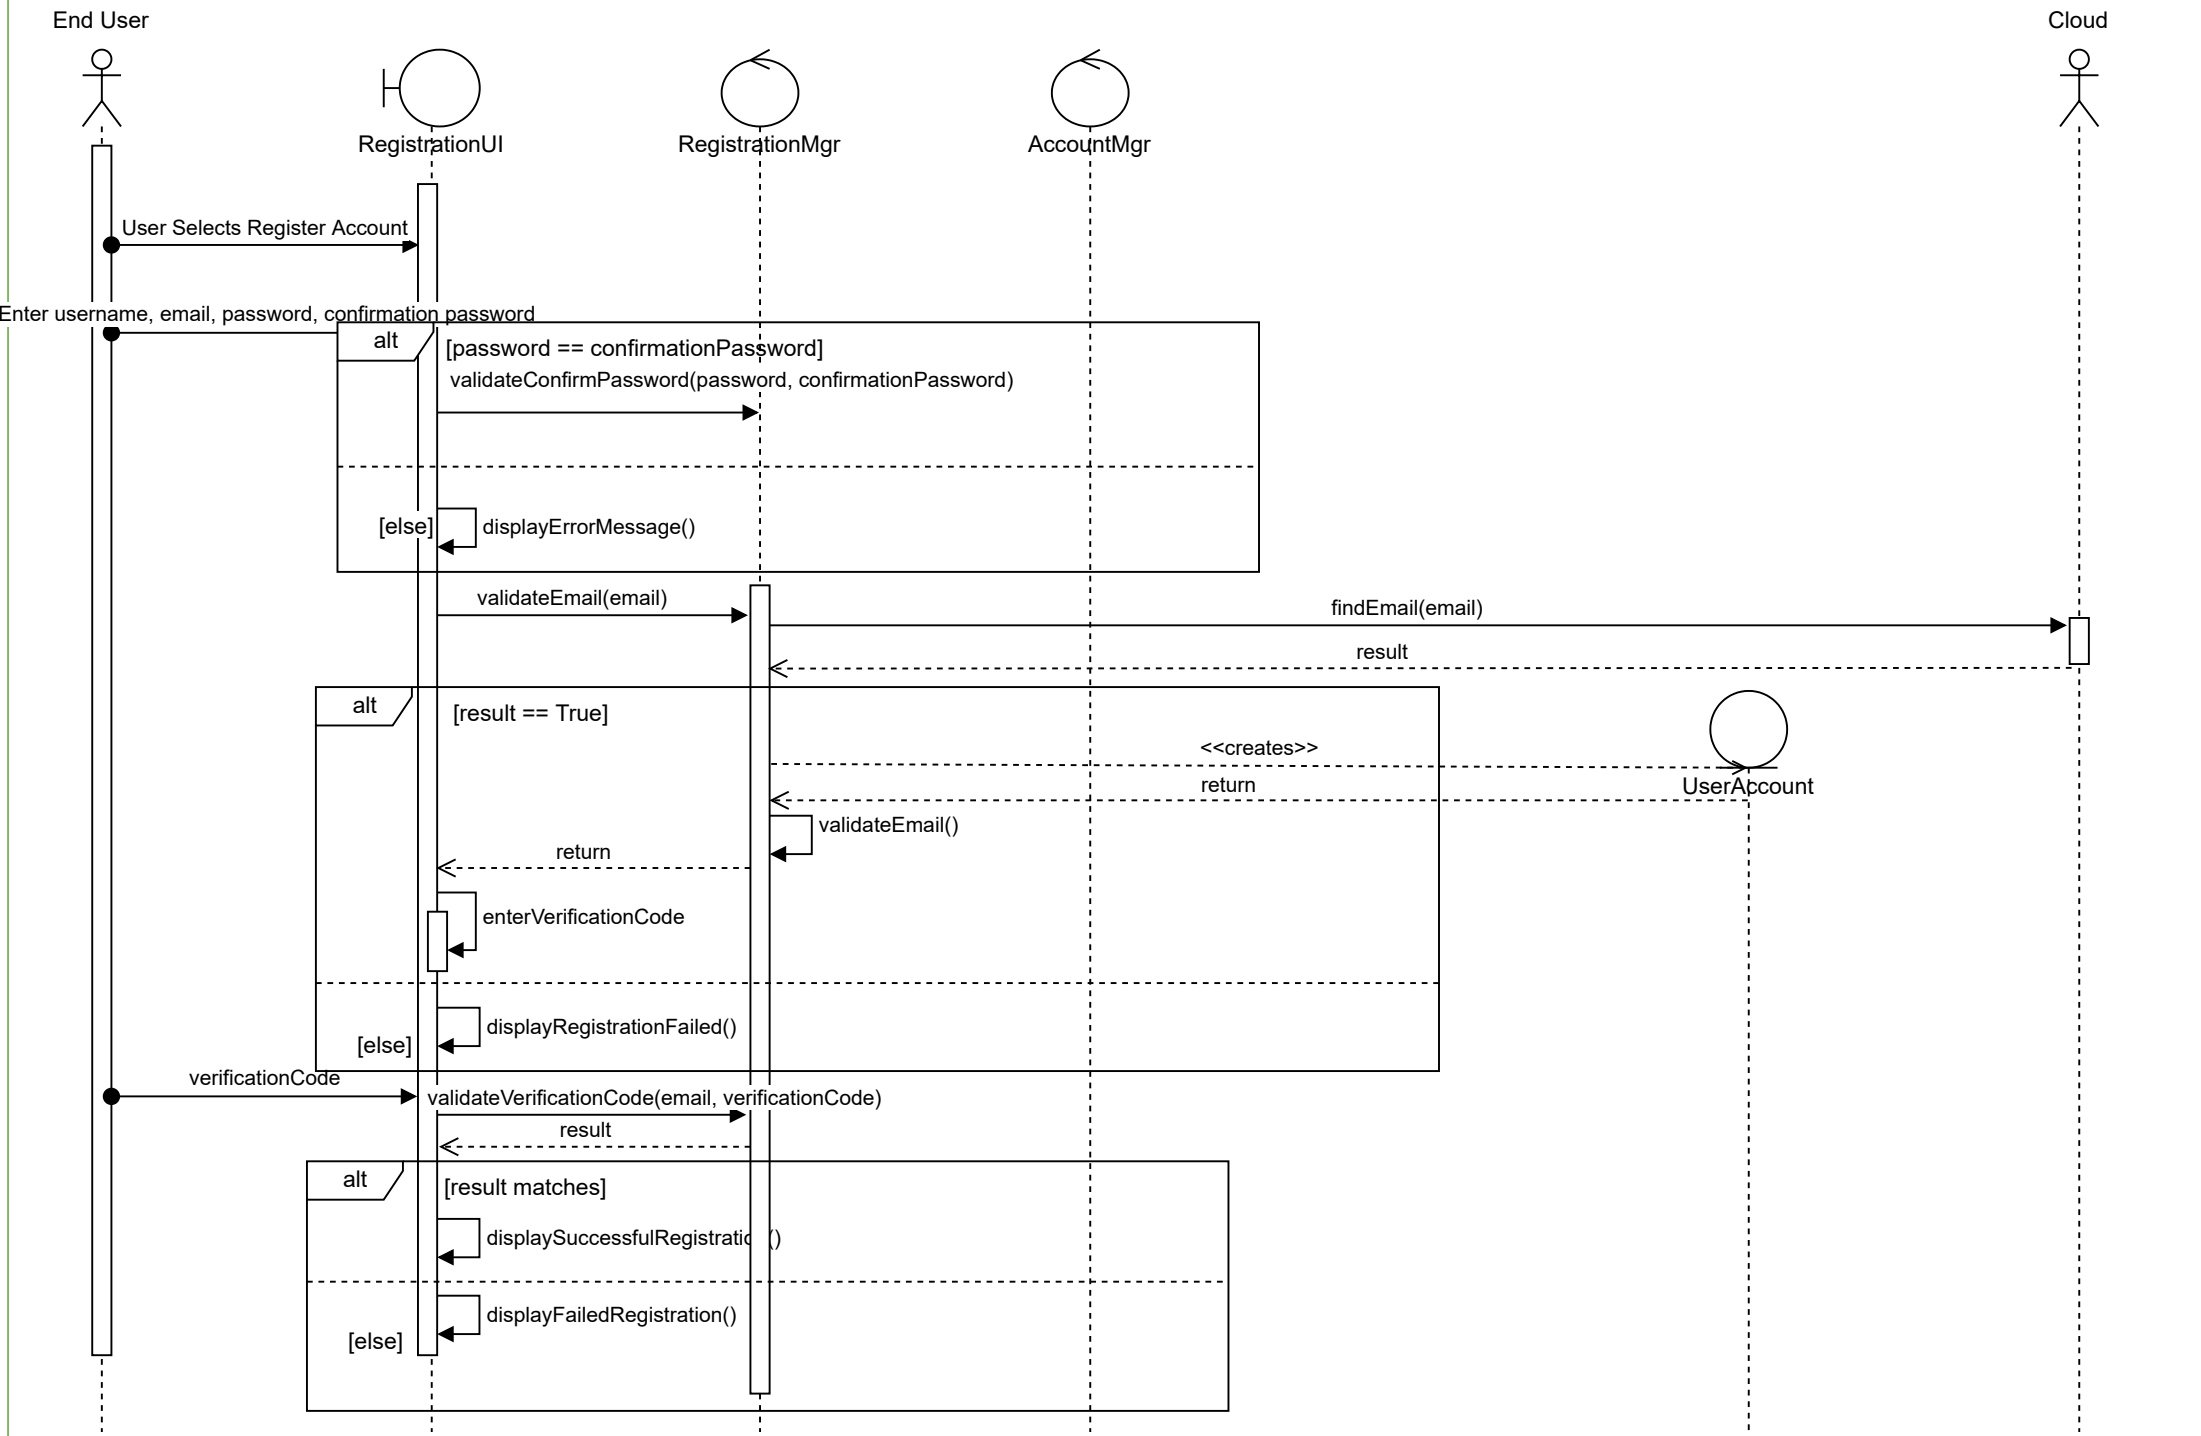 End User
Cloud
RegistrationUI
RegistrationMgr
AccountMgr
User Selects Register Account
Enter username, email, password, confirmation password
alt
[password == confirmationPassword]
validateConfirmPassword(password, confirmationPassword)
[else]
displayErrorMessage()
validateEmail(email)
findEmail(email)
result
alt
[result == True]
<<creates>>
UserAccount
return
validateEmail()
return
enterVerificationCode
displayRegistrationFailed()
[else]
verificationCode
validateVerificationCode(email, verificationCode)
result
alt
[result matches]
displaySuccessfulRegistration()
displayFailedRegistration()
[else]